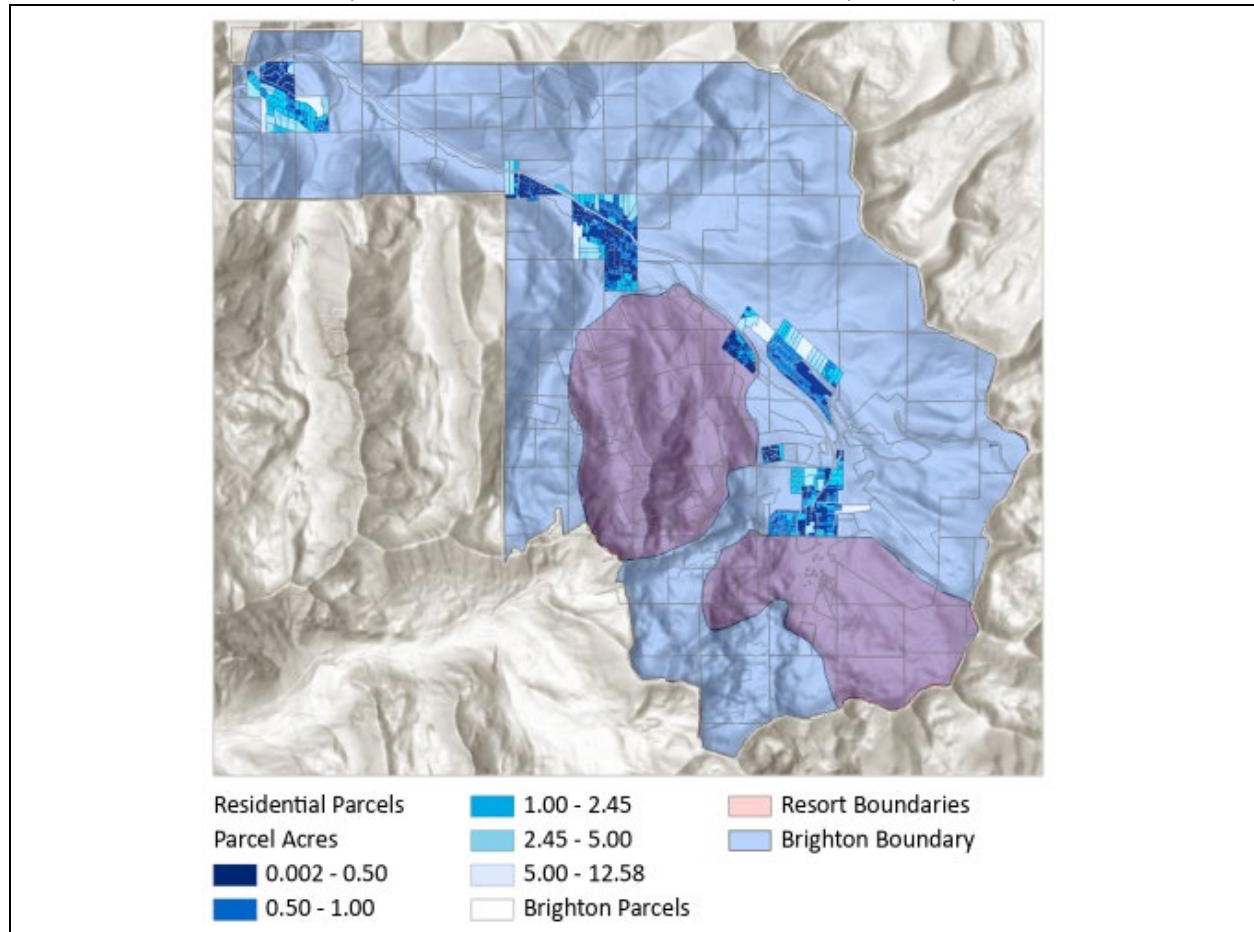 Residential Parcels
Parcel Acres
0.002 - 0.50
0.50 - 1.00
1.00 - 2.45
2.45 - 5.00
5.00 - 12.58
Brighton Parcels
Resort Boundaries
Brighton Boundary